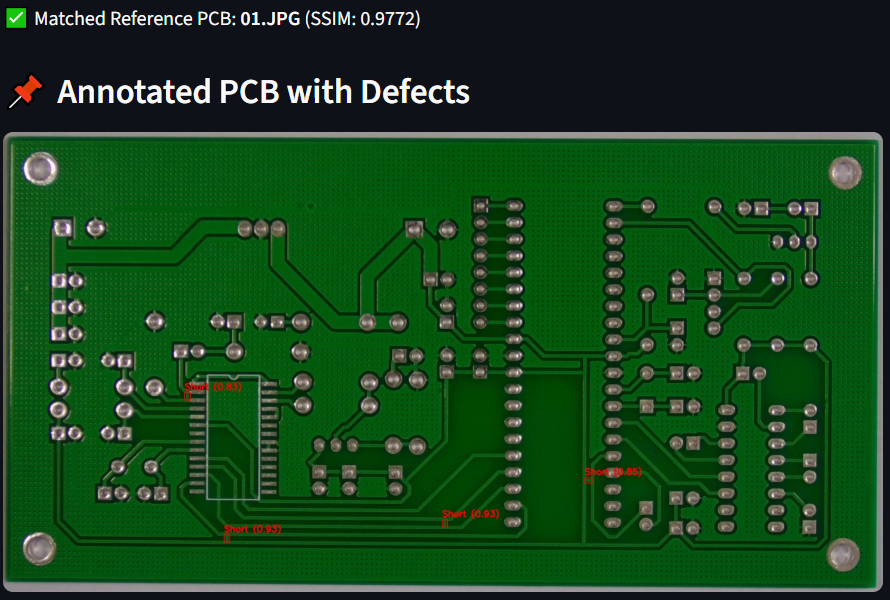 ✅ Matched Reference PCB: 01.JPG (SSIM: 0.9772)
📌 Annotated PCB with Defects
Short (0.83)
Short (0.85)
Short (0.93)
Short (0.93)